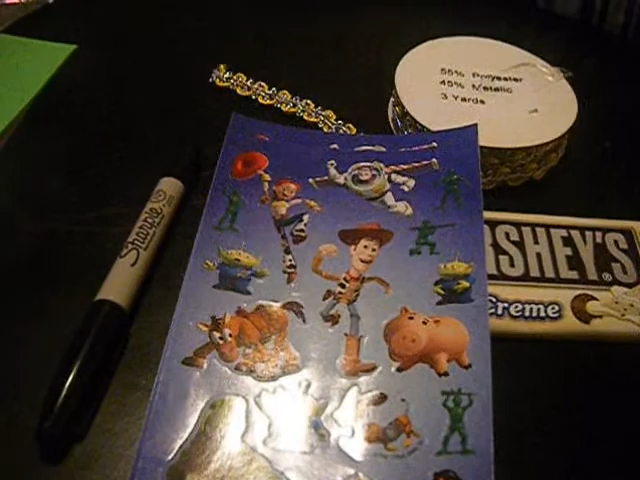 55% Polyester
45% Metallic
3 Yards
Sharpie
RSHEY'S
Creme